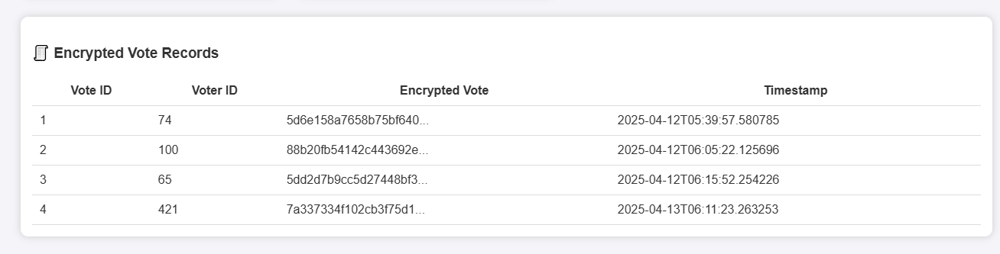 Encrypted Vote Records
Vote ID Voter ID Encrypted Vote Timestamp
1 74 5d6e158a7658b75bf640... 2025-04-12T05:39:57.580785
2 100 88b20fb54142c443692e... 2025-04-12T06:05:22.125696
3 65 5dd2d7b9cc5d27448bf3... 2025-04-12T06:15:52.254226
4 421 7a337334f102cb3f75d1... 2025-04-13T06:11:23.263253